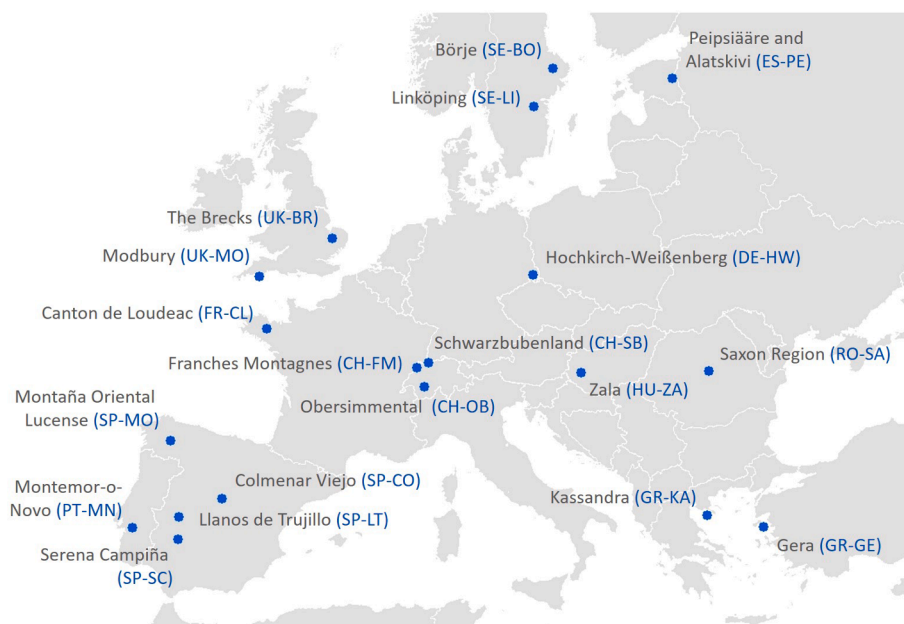 Börje (SE-BO)
Peipsiääre and
Alatskivi (ES-PE)
Linköping (SE-LI)
The Brecks (UK-BR)
Modbury (UK-MO)
Hochkirch-Weißenberg (DE-HW)
Canton de Loudeac (FR-CL)
Schwarzbubenland (CH-SB)
Franches Montagnes (CH-FM)
Saxon Region (RO-SA)
Zala (HU-ZA)
Obersimmental (CH-OB)
Montaña Oriental
Lucense (SP-MO)
Colmenar Viejo (SP-CO)
Montemor-o-
Novo (PT-MN)
Llanos de Trujillo (SP-LT)
Kassandra (GR-KA)
Serena Campiña
(SP-SC)
Gera (GR-GE)